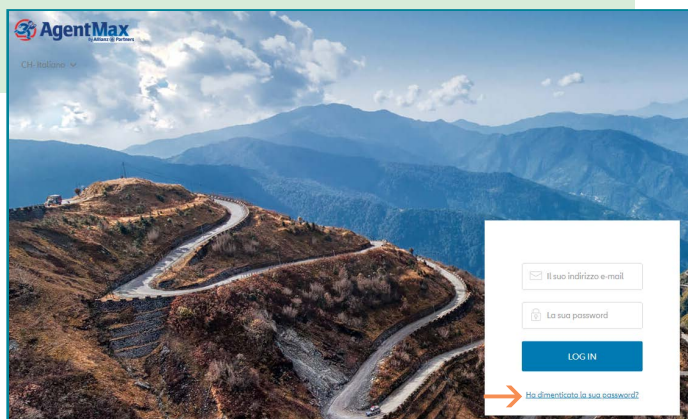 AgentMax
by Allianz Partners
CH- Italiano
Il suo indirizzo e-mail
La sua password
LOG IN
Ha dimenticato la sua password?